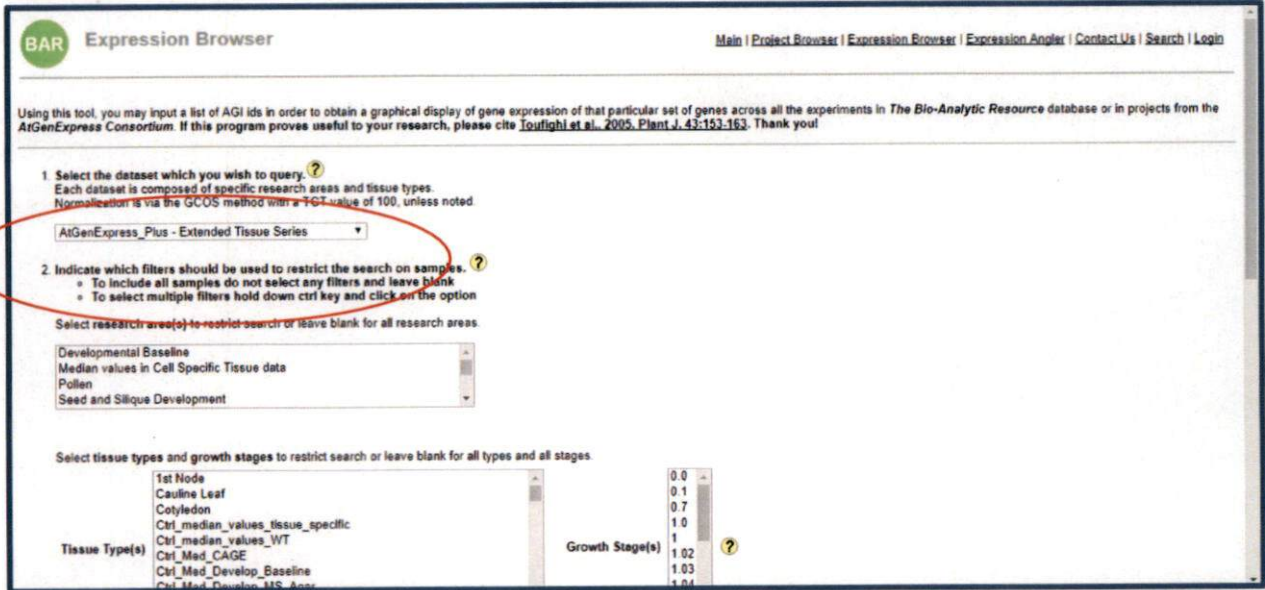 BAR Expression Browser
Main | Project Browser | Expression Browser | Expression Angler | Contact Us | Search | Login
Using this tool, you may input a list of AGI ids in order to obtain a graphical display of gene expression of that particular set of genes across all the experiments in The Bio-Analytic Resource database or in projects from the
AtGenExpress Consortium. If this program proves useful to your research, please cite Toufighi et al., 2005. Plant J. 43:153-163. Thank you!
1. Select the dataset which you wish to query. ?
Each dataset is composed of specific research areas and tissue types.
Normalization is via the GCOS method with a TGT value of 100, unless noted.
AtGenExpress_Plus - Extended Tissue Series
2. Indicate which filters should be used to restrict the search on samples. ?
To include all samples do not select any filters and leave blank
To select multiple filters hold down ctrl key and click on the option
Select research area(s) to restrict search or leave blank for all research areas.
Developmental Baseline
Median values in Cell Specific Tissue data
Pollen
Seed and Silique Development
Select tissue types and growth stages to restrict search or leave blank for all types and all stages.
Tissue Type(s)
1st Node
Cauline Leaf
Cotyledon
Ctrl_median_values_tissue_specific
Ctrl_median_values_WT
Ctrl_Med_CAGE
Ctrl_Med_Develop_Baseline
Ctrl_Med_Develop_MS_Agar
Growth Stage(s)
0.0
0.1
0.7
1.0
1
1.02
1.03
1.04
?